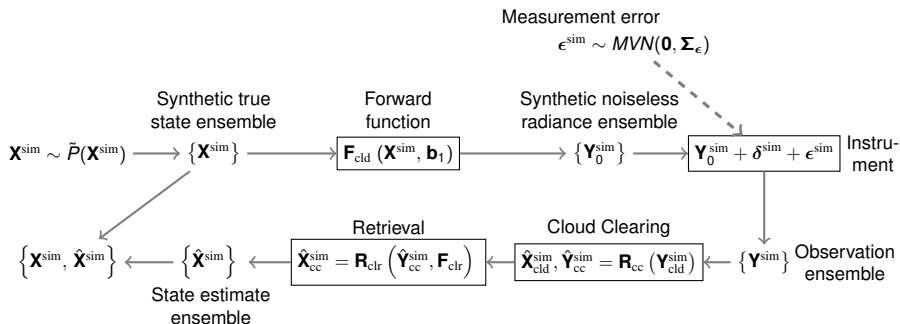 Measurement error
ϵ^sim ∼ MVN(0, Σ_ϵ)
Synthetic true
state ensemble
Forward
function
Synthetic noiseless
radiance ensemble
X^sim ∼ P̃(X^sim)
{X^sim}
F_cld (X^sim, b_1)
{Y_0^sim}
Y_0^sim + δ^sim + ϵ^sim
Instru-
ment
Retrieval
Cloud Clearing
{X^sim, X̂^sim}
{X̂^sim}
X̂_cc^sim = R_clr (Ŷ_cc^sim, F_clr)
X̂_cld^sim, Ŷ_cc^sim = R_cc (Y_cld^sim)
{Y^sim}
Observation
ensemble
State estimate
ensemble